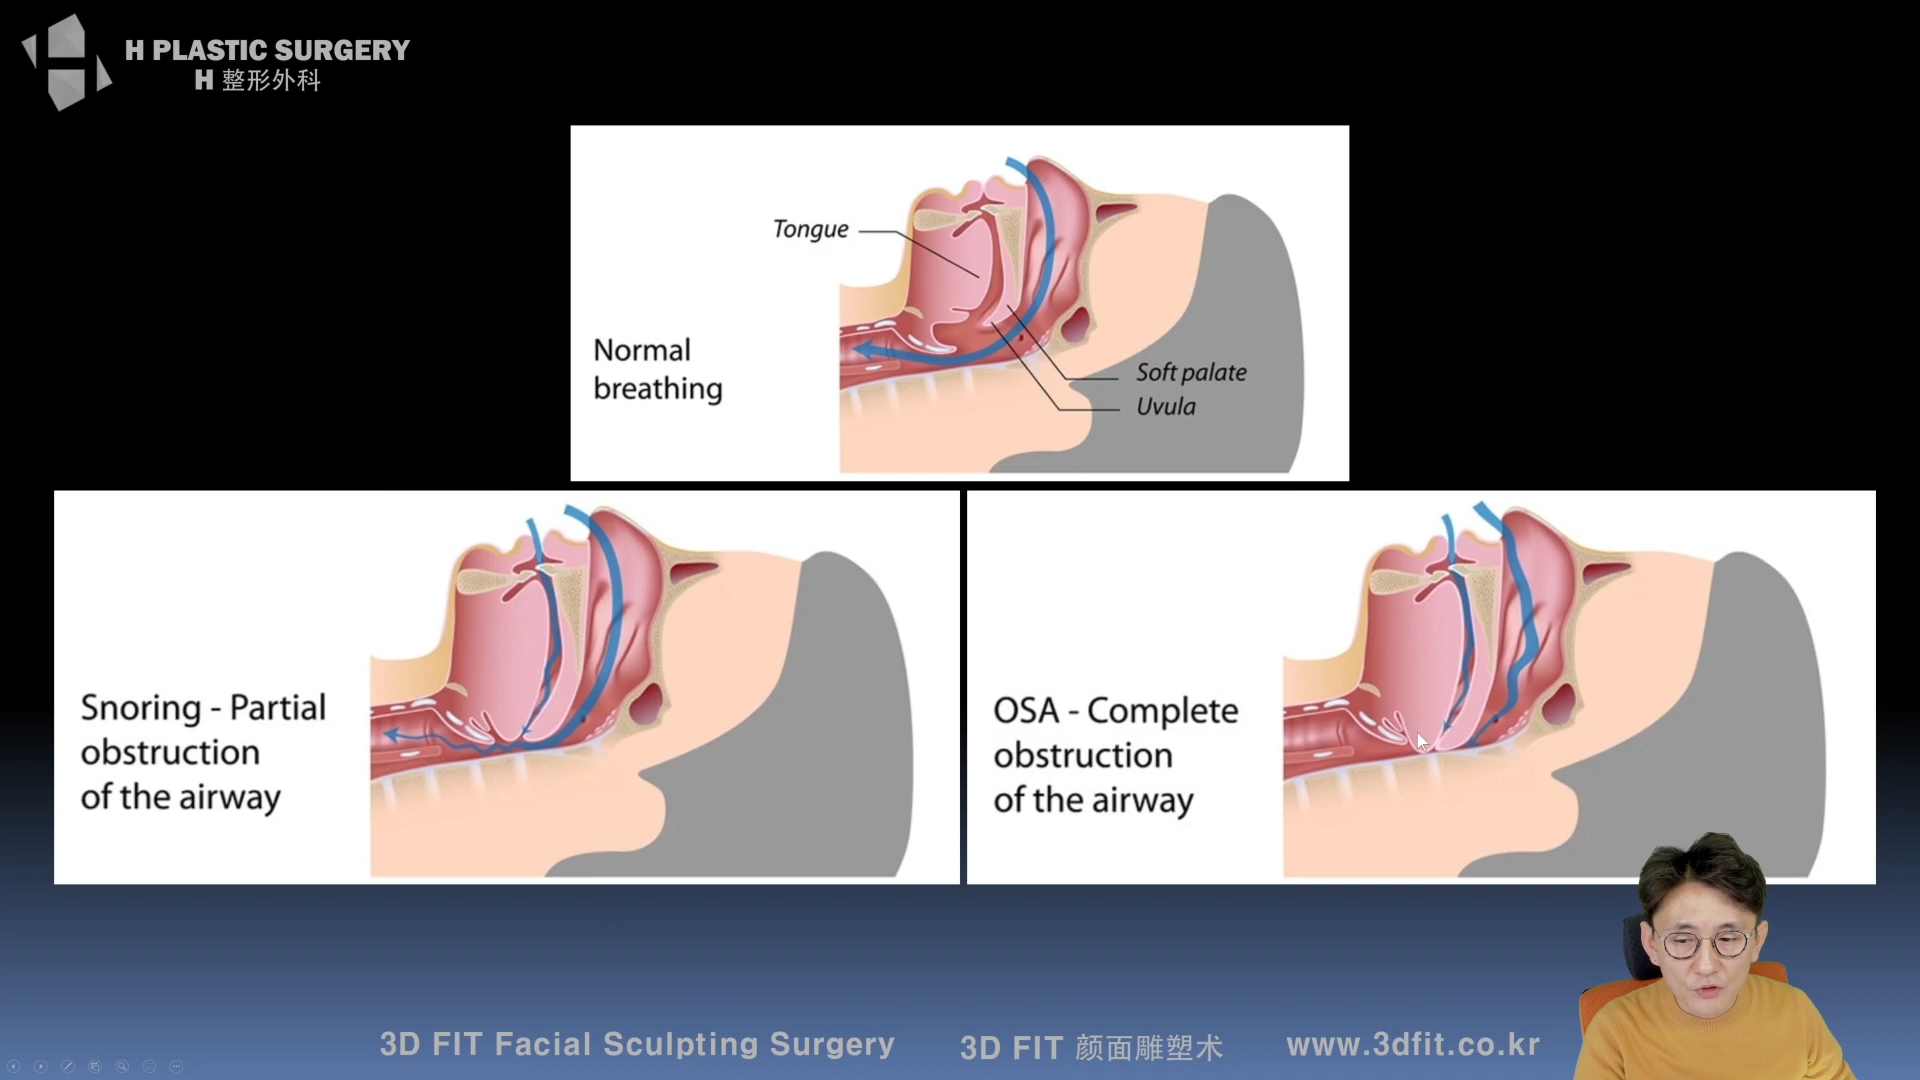 H PLASTIC SURGERY
H 整形外科
Tongue
Normal
breathing
Soft palate
Uvula
Snoring - Partial
obstruction
of the airway
OSA - Complete
obstruction
of the airway
3D FIT Facial Sculpting Surgery
3D FIT 颜面雕塑术
www.3dfit.co.kr